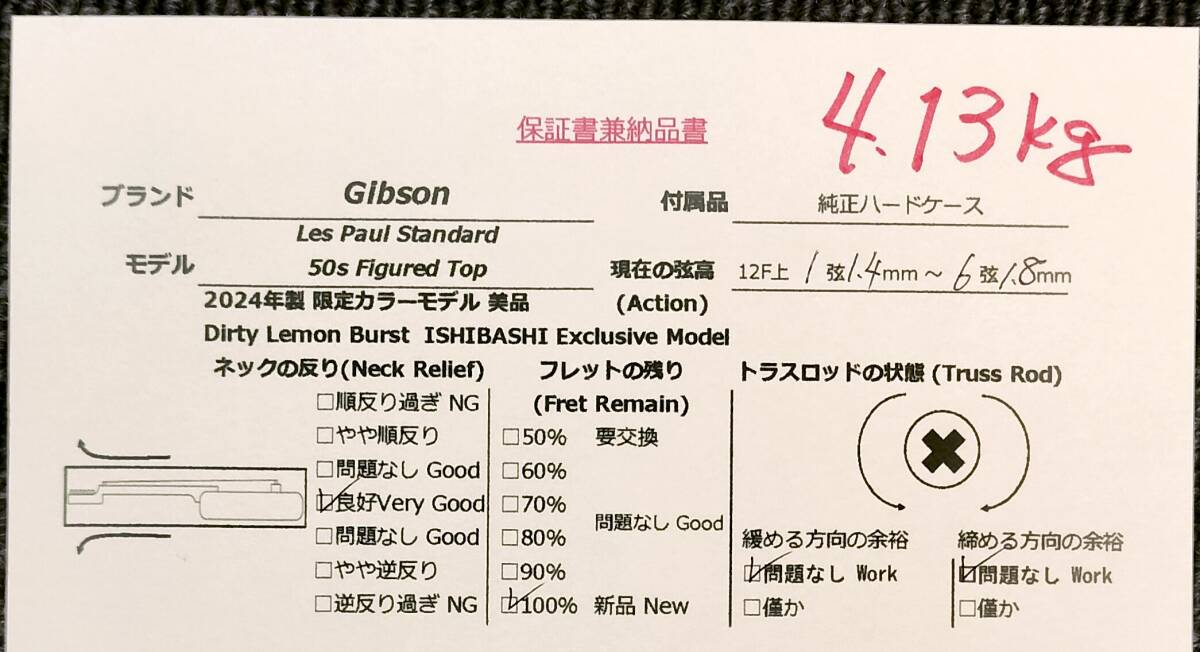 4.13kg
保証書兼納品書
ブランド Gibson 付属品 純正ハードケース
モデル Les Paul Standard
50s Figured Top
現在の弦高 (Action) 12F上 1弦1.4mm～6弦1.8mm
2024年製 限定カラーモデル 美品
Dirty Lemon Burst ISHIBASHI Exclusive Model
ネックの反り(Neck Relief)
□順反り過ぎ NG
□やや順反り
□問題なし Good
☑良好Very Good
□問題なし Good
□やや逆反り
□逆反り過ぎ NG
フレットの残り
(Fret Remain)
□50% 要交換
□60%
□70%
問題なし Good
□80%
□90%
☑100% 新品 New
トラスロッドの状態 (Truss Rod)
緩める方向の余裕
☑問題なし Work
□僅か
締める方向の余裕
☑問題なし Work
□僅か